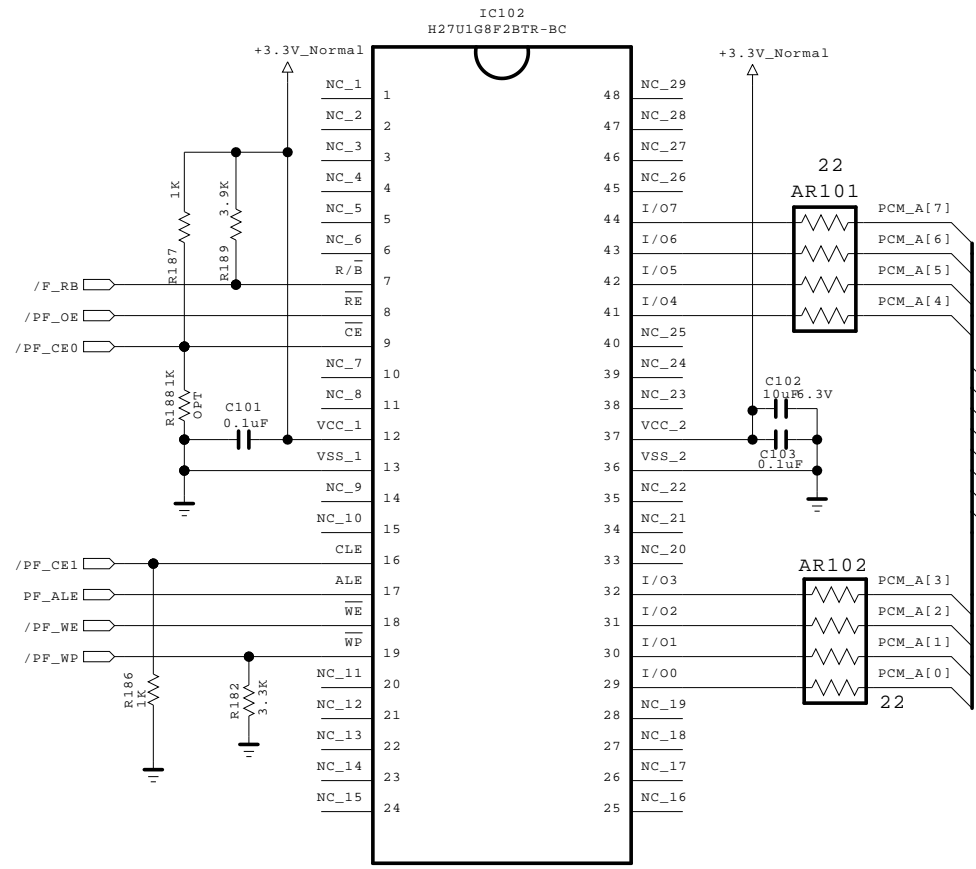 IC102
H27U1G8F2BTR-BC
+3.3V_Normal
+3.3V_Normal
NC_1
1
NC_2
2
NC_3
3
NC_4
4
NC_5
5
NC_6
6
R/B
7
RE
8
CE
9
NC_7
10
NC_8
11
VCC_1
12
VSS_1
13
NC_9
14
NC_10
15
CLE
16
ALE
17
WE
18
WP
19
NC_11
20
NC_12
21
NC_13
22
NC_14
23
NC_15
24
48
NC_29
47
NC_28
46
NC_27
45
NC_26
44
I/O7
43
I/O6
42
I/O5
41
I/O4
40
NC_25
39
NC_24
38
NC_23
37
VCC_2
36
VSS_2
35
NC_22
34
NC_21
33
NC_20
32
I/O3
31
I/O2
30
I/O1
29
I/O0
28
NC_19
27
NC_18
26
NC_17
25
NC_16
/F_RB
/PF_OE
/PF_CE0
/PF_CE1
PF_ALE
/PF_WE
/PF_WP
R187
1K
R189
3.9K
R188
1K
OPT
C101
0.1uF
R186
1K
R182
3.3K
C102
10uF
6.3V
C103
0.1uF
22
AR101
PCM_A[7]
PCM_A[6]
PCM_A[5]
PCM_A[4]
AR102
PCM_A[3]
PCM_A[2]
PCM_A[1]
PCM_A[0]
22